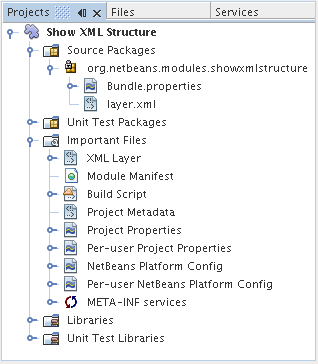 Projects Files Services
Show XML Structure
Source Packages
org.netbeans.modules.showxmlstructure
Bundle.properties
layer.xml
Unit Test Packages
Important Files
XML Layer
Module Manifest
Build Script
Project Metadata
Project Properties
Per-user Project Properties
NetBeans Platform Config
Per-user NetBeans Platform Config
META-INF services
Libraries
Unit Test Libraries